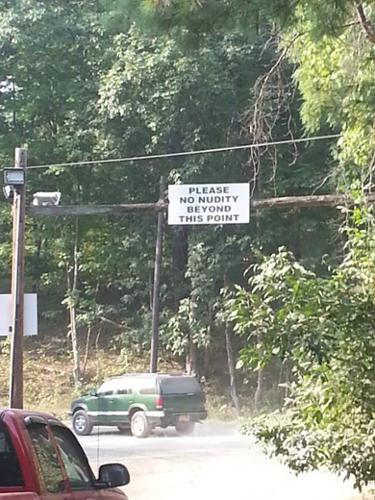 PLEASE
NO NUDITY
BEYOND
THIS POINT